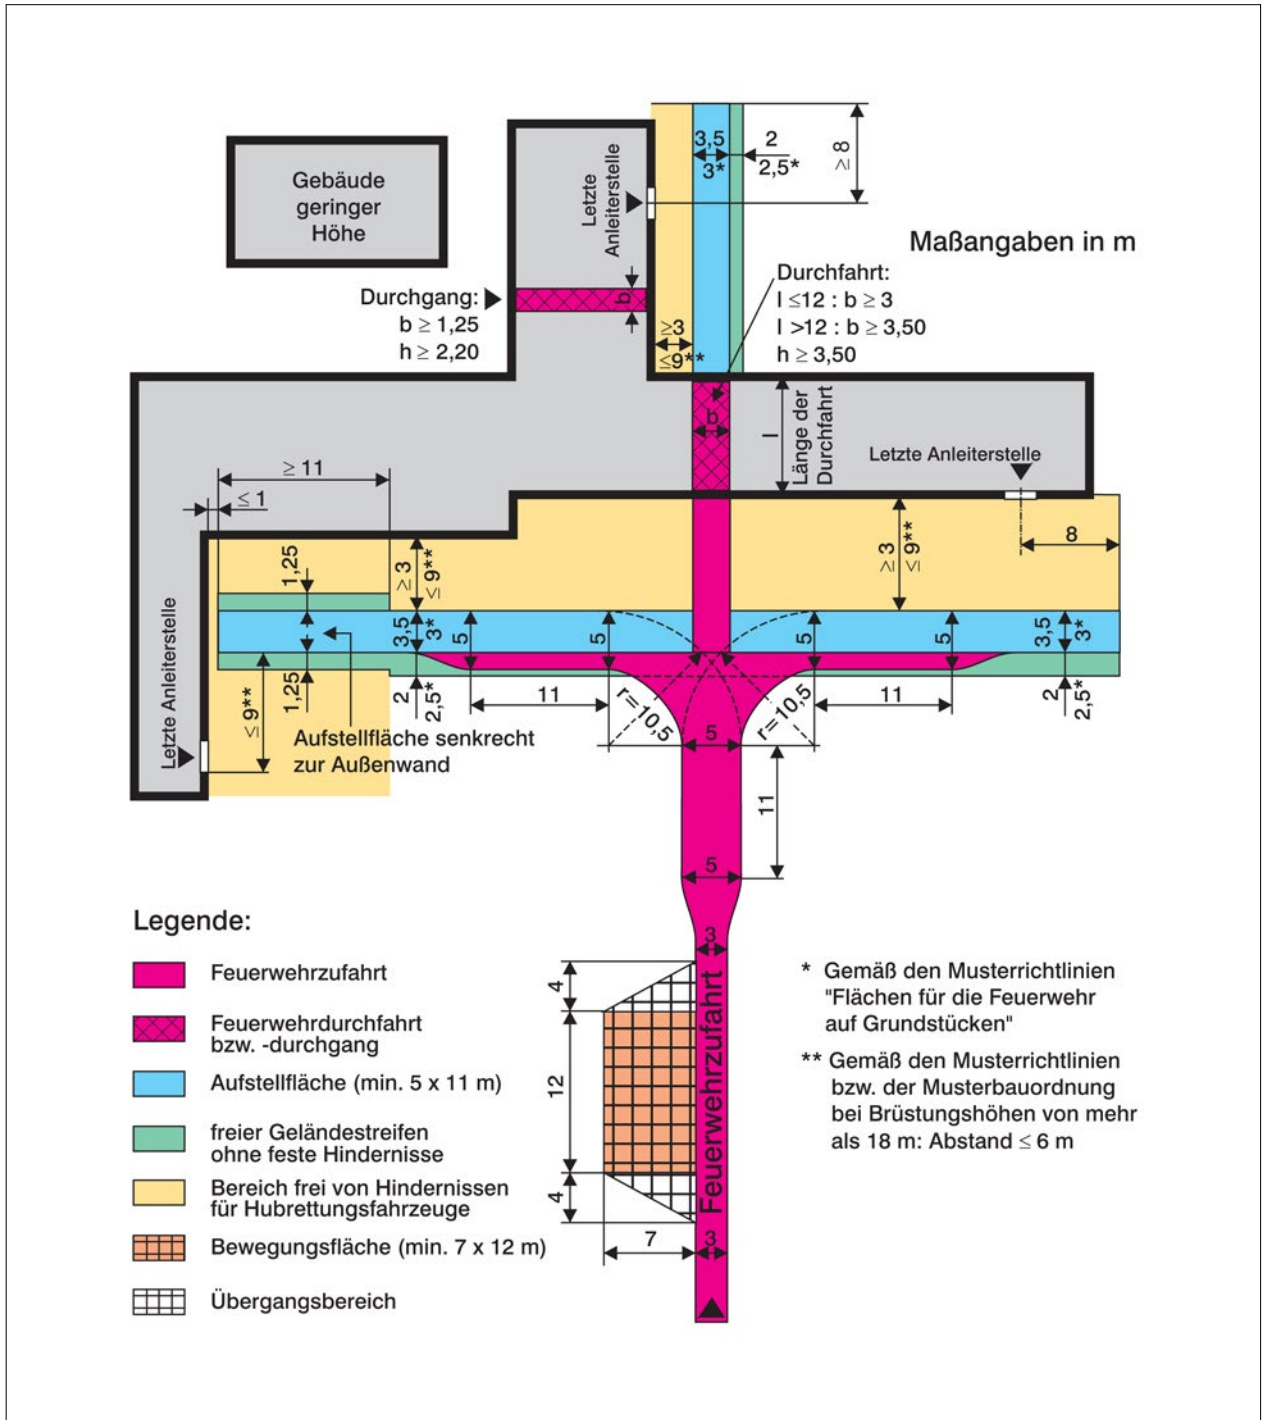 3,5
3*
2
2,5*
≥ 8
Gebäude
geringer
Höhe
Letzte
Anleiterstelle
Maßangaben in m
Durchgang:
b ≥ 1,25
h ≥ 2,20
b
Durchfahrt:
l ≤12 : b ≥ 3
l >12 : b ≥ 3,50
h ≥ 3,50
≥3
≤9**
b
l
Länge der
Durchfahrt
Letzte Anleiterstelle
≥ 11
≤ 1
8
1,25
≥ 3
≤ 9**
≥ 3
≤ 9**
Letzte Anleiterstelle
3,5
3*
5
5
5
5
3,5
3*
≤ 9**
1,25
2
2,5*
11
r=10,5
5
r=10,5
11
2
2,5*
Aufstellfläche senkrecht
zur Außenwand
11
5
3
Legende:
Feuerwehrzufahrt
Feuerwehrdurchfahrt
bzw. -durchgang
Aufstellfläche (min. 5 x 11 m)
freier Geländestreifen
ohne feste Hindernisse
Bereich frei von Hindernissen
für Hubrettungsfahrzeuge
Bewegungsfläche (min. 7 x 12 m)
Übergangsbereich
4
12
4
7
3
Feuerwehrzufahrt
* Gemäß den Musterrichtlinien
"Flächen für die Feuerwehr
auf Grundstücken"
** Gemäß den Musterrichtlinien
bzw. der Musterbauordnung
bei Brüstungshöhen von mehr
als 18 m: Abstand ≤ 6 m